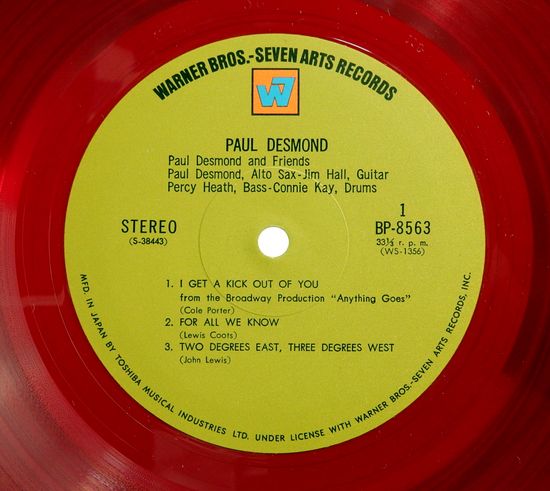 WARNER BROS.-SEVEN ARTS RECORDS
W7
PAUL DESMOND
Paul Desmond and Friends
Paul Desmond, Alto Sax-Jim Hall, Guitar
Percy Heath, Bass-Connie Kay, Drums
STEREO
(S-38443)
1
BP-8563
33⅓ r. p. m.
(WS-1356)
1. I GET A KICK OUT OF YOU
from the Broadway Production "Anything Goes"
(Cole Porter)
2. FOR ALL WE KNOW
(Lewis Coots)
3. TWO DEGREES EAST, THREE DEGREES WEST
(John Lewis)
MFD. IN JAPAN BY TOSHIBA MUSICAL INDUSTRIES LTD. UNDER LICENSE WITH WARNER BROS.-SEVEN ARTS RECORDS, INC.